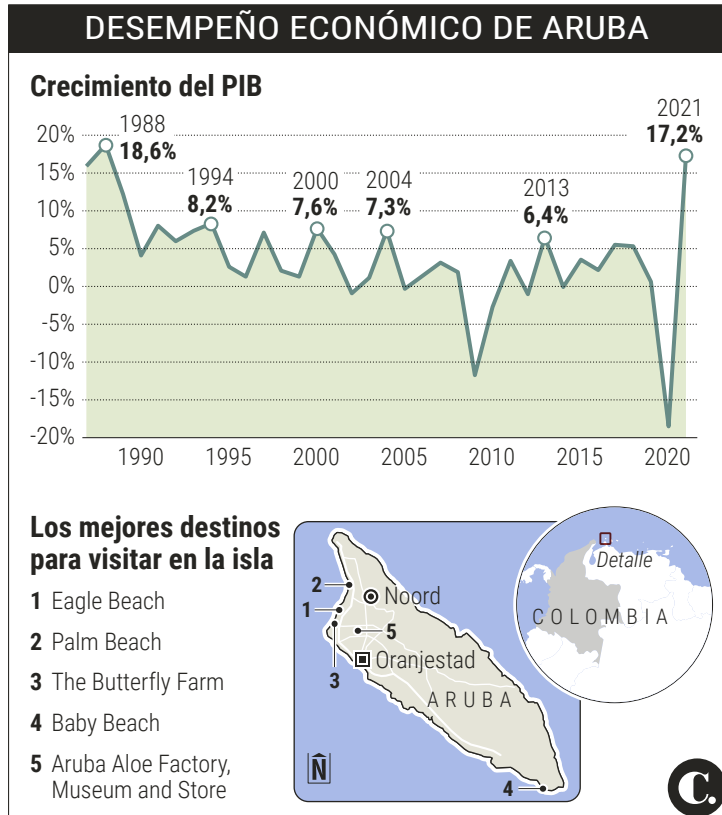 DESEMPEÑO ECONÓMICO DE ARUBA
Crecimiento del PIB
20%
15%
10%
5%
0%
-5%
-10%
-15%
-20%
1988
18,6%
1994
8,2%
2000
7,6%
2004
7,3%
2013
6,4%
2021
17,2%
1990 1995 2000 2005 2010 2015 2020
Los mejores destinos
para visitar en la isla
1 Eagle Beach
2 Palm Beach
3 The Butterfly Farm
4 Baby Beach
5 Aruba Aloe Factory,
Museum and Store
2
Noord
1
5
Oranjestad
3
ARUBA
4
N
Detalle
COLOMBIA
C.